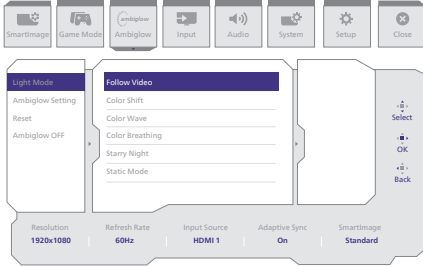 SmartImage
Game Mode
ambiglow
Ambiglow
Input
Audio
System
Setup
Close
Light Mode
Ambiglow Setting
Reset
Ambiglow OFF
Follow Video
Color Shift
Color Wave
Color Breathing
Starry Night
Static Mode
Select
OK
Back
Resolution
1920x1080
Refresh Rate
60Hz
Input Source
HDMI 1
Adaptive Sync
On
SmartImage
Standard